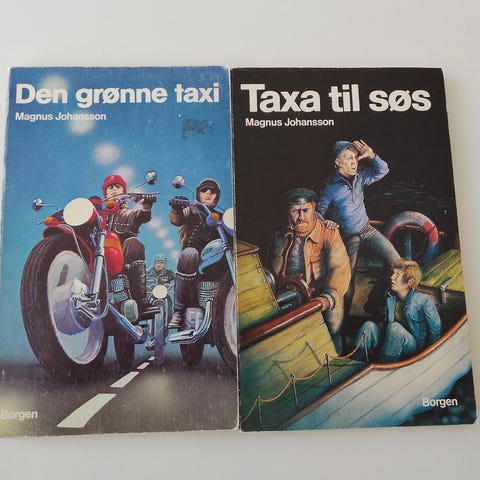 Den grønne taxi
Magnus Johansson
Borgen
Taxa til søs
Magnus Johansson
Borgen